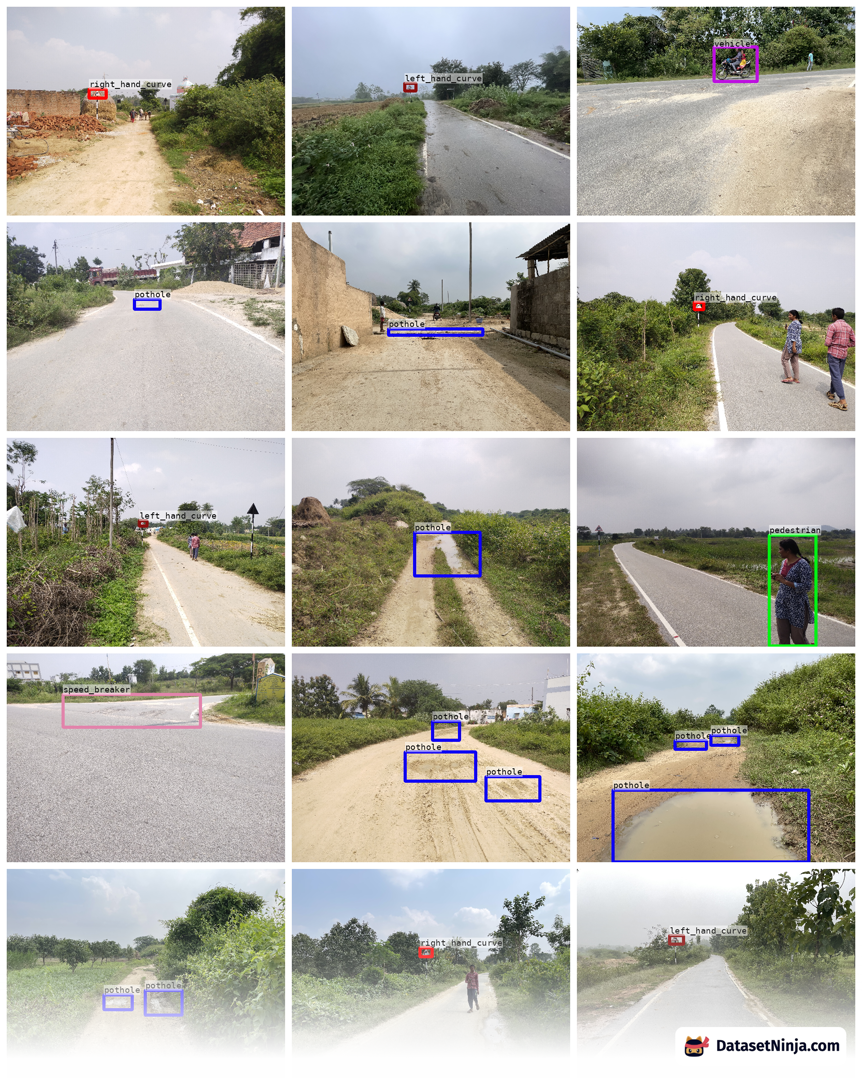 right_hand_curve
left_hand_curve
vehicle
pothole
pothole
right_hand_curve
left_hand_curve
pothole
pedestrian
speed_breaker
pothole
pothole
pothole
pothole
pothole
pothole
pothole
pothole
right_hand_curve
left_hand_curve
DatasetNinja.com